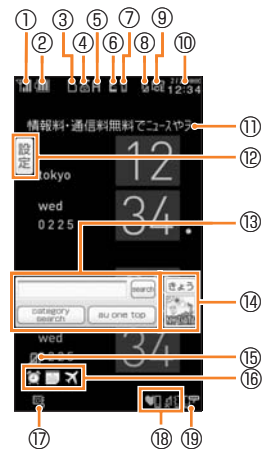 ① ② ③ ④ ⑤ ⑥ ⑦ ⑧ ⑨ ⑩
12:34
情報料・通信料無料でニュースや天 ⑪
設定 ⑫
12
tokyo
wed
0225
34
⑬
search
きょう
category search
au one top
⑭
wed
34
⑮
⑯
⑰ ⑱ ⑲